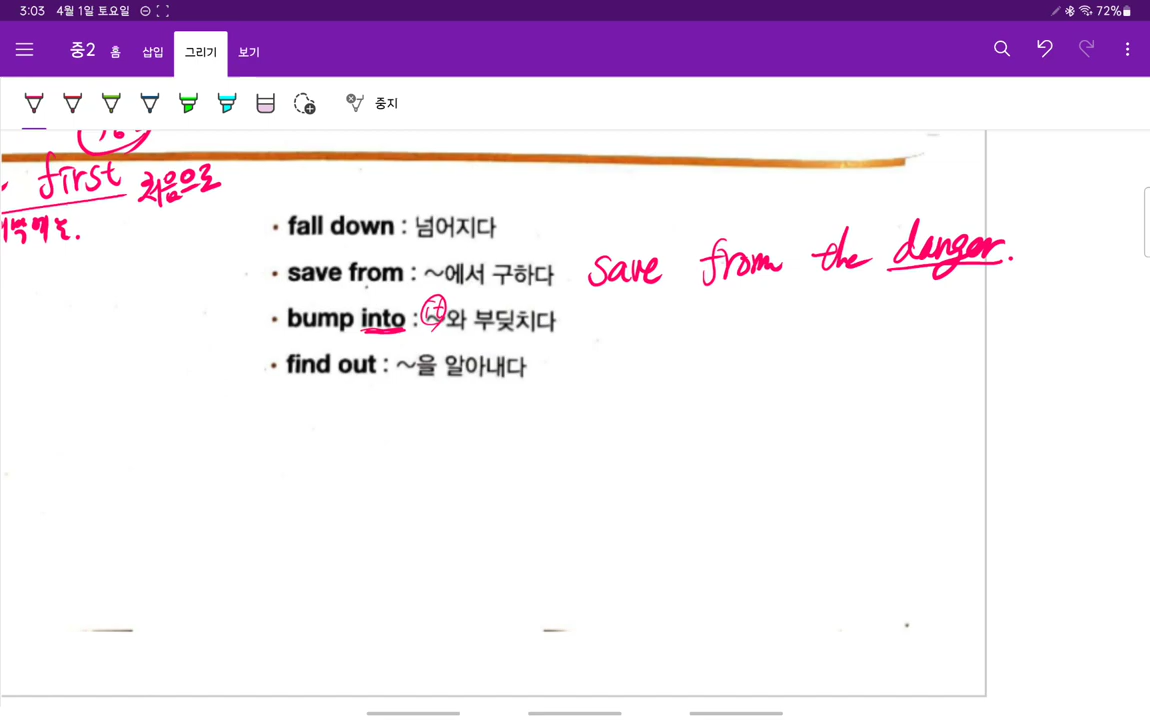 3:03 4월 1일 토요일 72%
중2 홈 삽입 그리기 보기
중지
first 처음으로
• fall down : 넘어지다
• save from : ~에서 구하다 save from the danger.
• bump into : ~와 부딪치다 it
• find out : ~을 알아내다